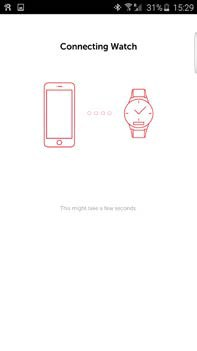 31% 15:29
Connecting Watch
This might take a few seconds